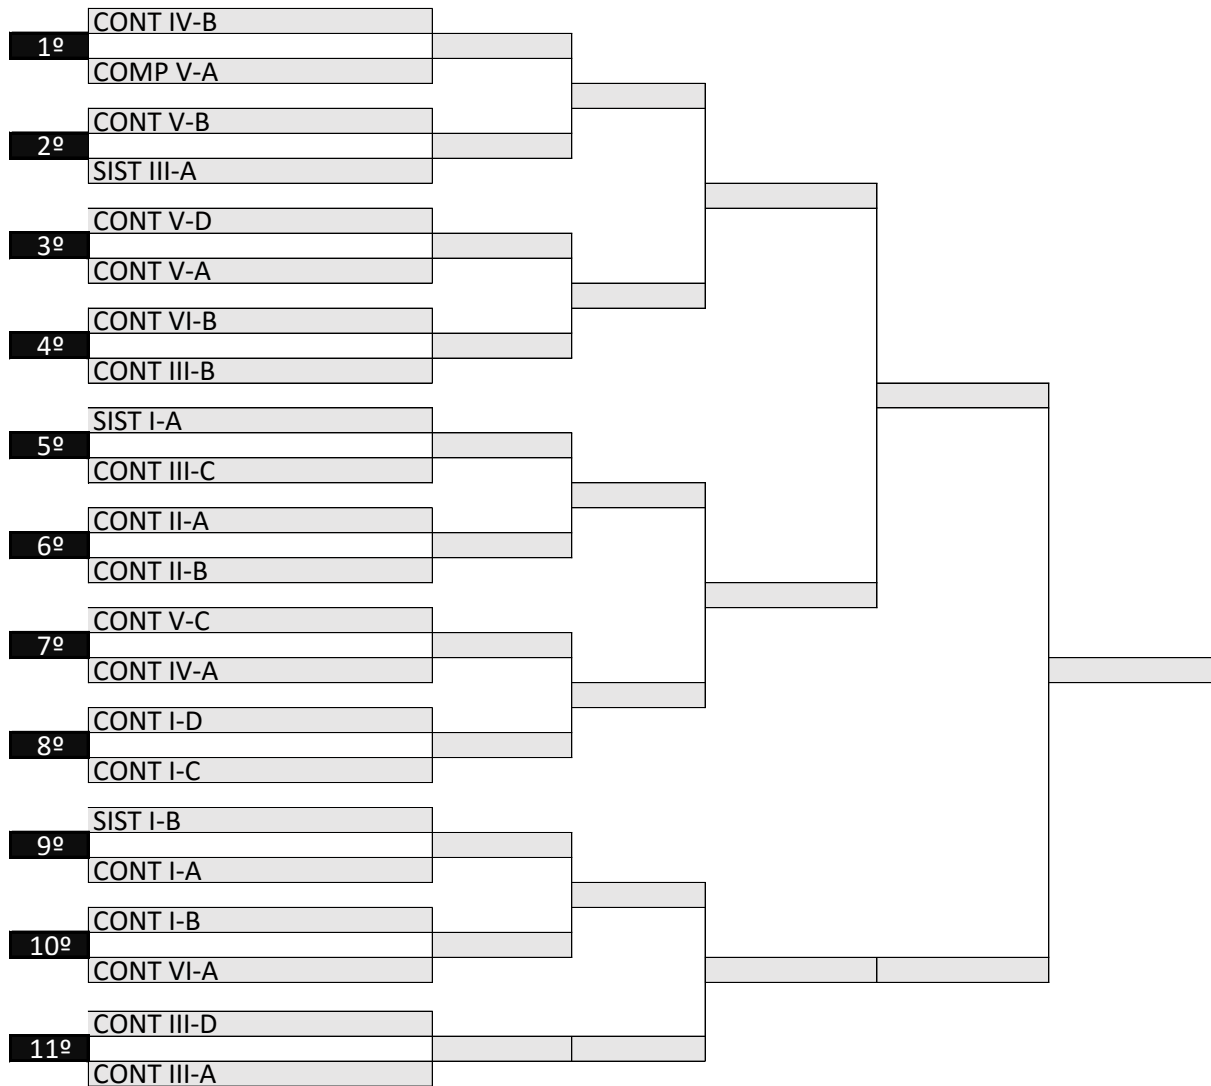 CONT IV-B
1º
COMP V-A
CONT V-B
2º
SIST III-A
CONT V-D
3º
CONT V-A
CONT VI-B
4º
CONT III-B
SIST I-A
5º
CONT III-C
CONT II-A
6º
CONT II-B
CONT V-C
7º
CONT IV-A
CONT I-D
8º
CONT I-C
SIST I-B
9º
CONT I-A
CONT I-B
10º
CONT VI-A
CONT III-D
11º
CONT III-A